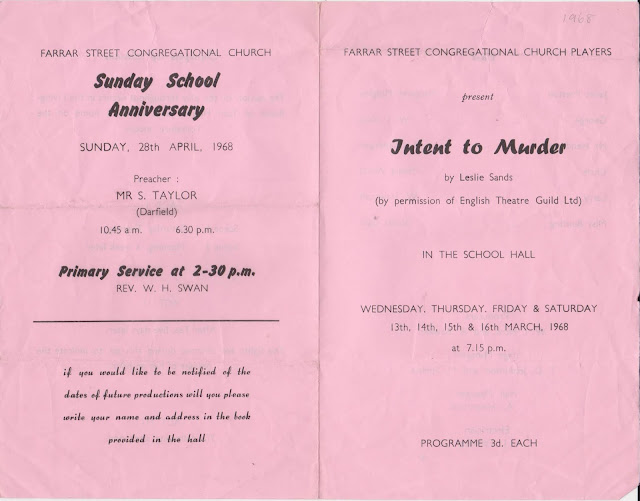 FARRAR STREET CONGREGATIONAL CHURCH
Sunday School
Anniversary
SUNDAY, 28th APRIL, 1968
Preacher :
MR S. TAYLOR
(Darfield)
10.45 a.m. 6.30 p.m.
Primary Service at 2-30 p.m.
REV. W. H. SWAN
if you would like to be notified of the
dates of future productions will you please
write your name and address in the book
provided in the hall
1968
FARRAR STREET CONGREGATIONAL CHURCH PLAYERS
present
Intent to Murder
by Leslie Sands
(by permission of English Theatre Guild Ltd)
IN THE SCHOOL HALL
WEDNESDAY, THURSDAY. FRIDAY & SATURDAY
13th, 14th, 15th & 16th MARCH, 1968
at 7.15 p.m.
PROGRAMME 3d. EACH